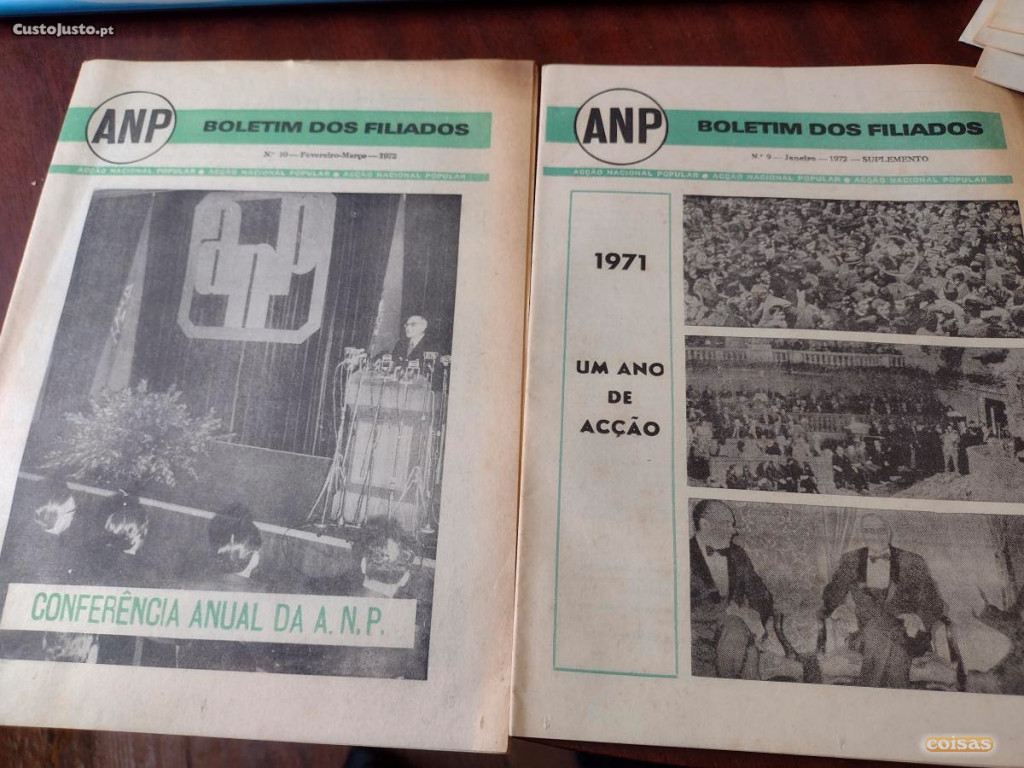 CustoJusto.pt
ANP
BOLETIM DOS FILIADOS
N.º 10 — Fevereiro-Março — 1972
ACÇÃO NACIONAL POPULAR ● ACÇÃO NACIONAL POPULAR ● ACÇÃO NACIONAL POPULAR
anp
CONFERÊNCIA ANUAL DA A. N. P.
ANP
BOLETIM DOS FILIADOS
N.º 9 — Janeiro — 1972 — SUPLEMENTO
ACÇÃO NACIONAL POPULAR ● ACÇÃO NACIONAL POPULAR ● ACÇÃO NACIONAL POPULAR
1971
UM ANO
DE
ACÇÃO
coisas